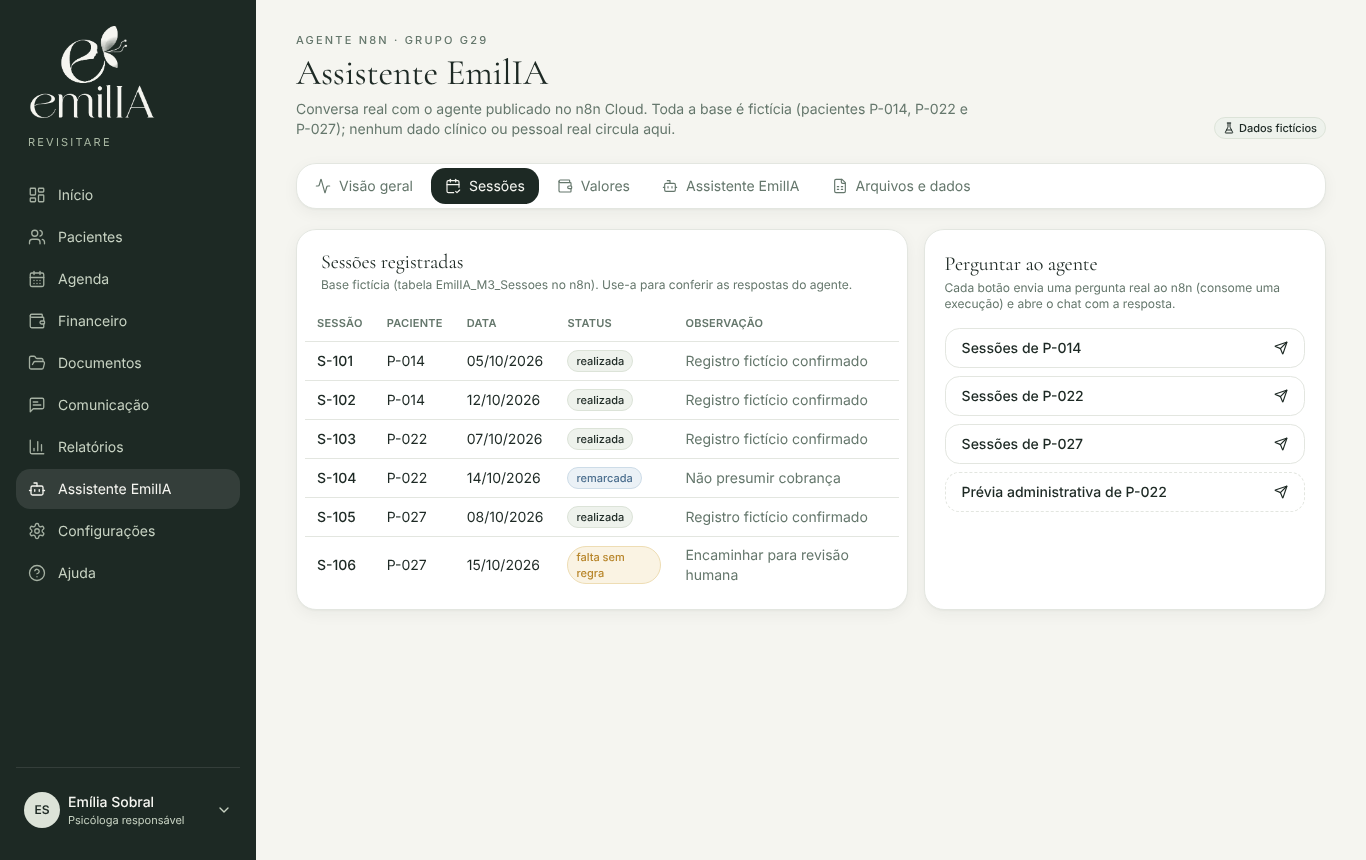 emilIA
REVISITARE
Início
Pacientes
Agenda
Financeiro
Documentos
Comunicação
Relatórios
Assistente EmilIA
Configurações
Ajuda
ES
Emília Sobral
Psicóloga responsável
AGENTE N8N · GRUPO G29
Assistente EmilIA
Conversa real com o agente publicado no n8n Cloud. Toda a base é fictícia (pacientes P-014, P-022 e
P-027); nenhum dado clínico ou pessoal real circula aqui.
Dados fictícios
Visão geral Sessões Valores Assistente EmilIA Arquivos e dados
Sessões registradas
Base fictícia (tabela EmilIA_M3_Sessoes no n8n). Use-a para conferir as respostas do agente.
SESSÃO PACIENTE DATA STATUS OBSERVAÇÃO
S-101 P-014 05/10/2026 realizada Registro fictício confirmado
S-102 P-014 12/10/2026 realizada Registro fictício confirmado
S-103 P-022 07/10/2026 realizada Registro fictício confirmado
S-104 P-022 14/10/2026 remarcada Não presumir cobrança
S-105 P-027 08/10/2026 realizada Registro fictício confirmado
S-106 P-027 15/10/2026 falta sem regra Encaminhar para revisão humana
Perguntar ao agente
Cada botão envia uma pergunta real ao n8n (consome uma
execução) e abre o chat com a resposta.
Sessões de P-014
Sessões de P-022
Sessões de P-027
Prévia administrativa de P-022